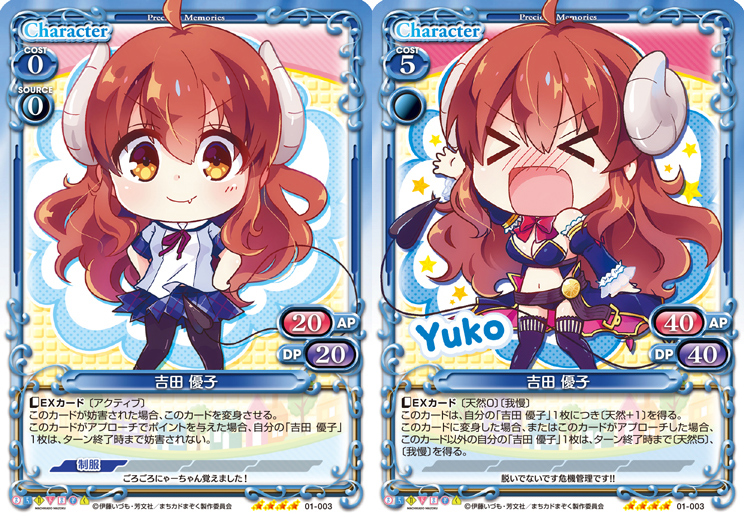 Precious Memories
Character
COST
0
SOURCE
0
20 AP
DP 20
吉田 優子
EXカード〔アクティブ〕
このカードが妨害された場合、このカードを変身させる。
このカードがアプローチでポイントを与えた場合、自分の「吉田 優子」
1枚は、ターン終了時まで妨害されない。
制服
ごろごろにゃーちゃん覚えました!
©伊藤いづも・芳文社/まちカドまぞく製作委員会
01-003
Precious Memories
Character
COST
5
Yuko
40 AP
DP 40
吉田 優子
EXカード〔天然0〕〔我慢〕
このカードは、自分の「吉田 優子」1枚につき〔天然+1〕を得る。
このカードに変身した場合、またはこのカードがアプローチした場合、
このカード以外の自分の「吉田 優子」1枚は、ターン終了時まで〔天然5〕、
〔我慢〕を得る。
脱いでないです危機管理です!!
©伊藤いづも・芳文社/まちカドまぞく製作委員会
01-003